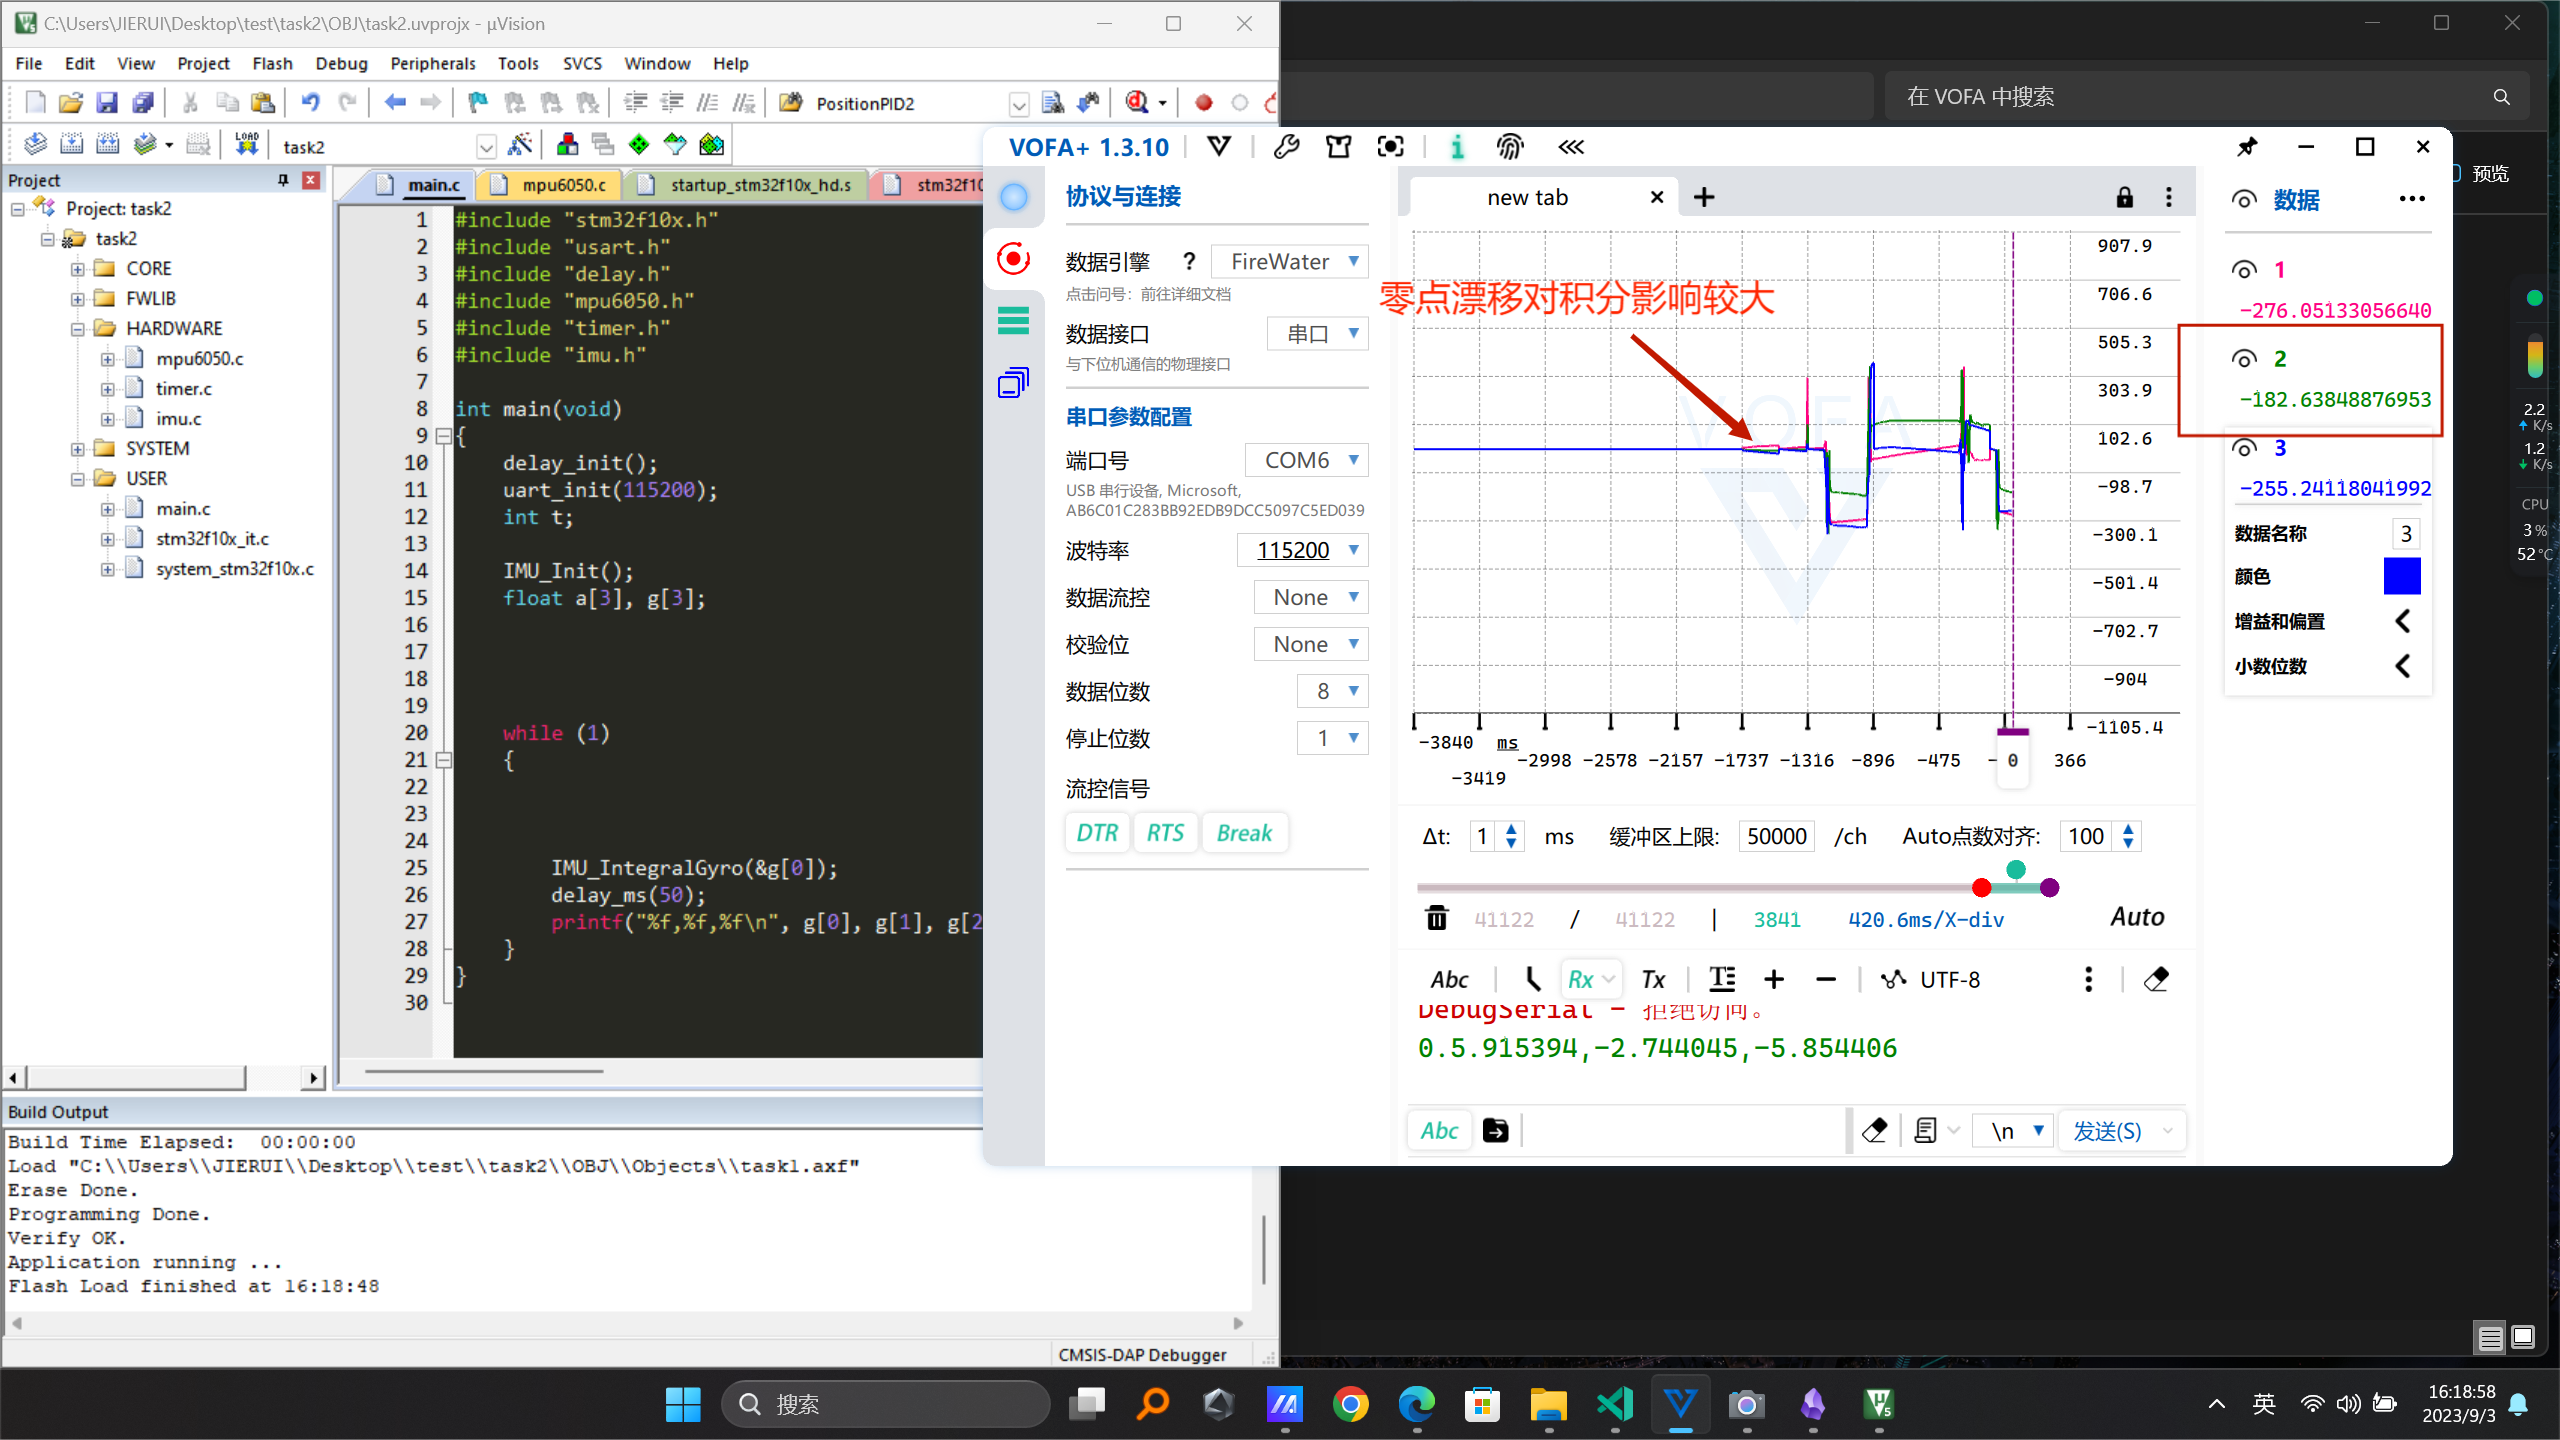 C:\Users\JIERUI\Desktop\test\task2\OBJ\task2.uvprojx - µVision
File Edit View Project Flash Debug Peripherals Tools SVCS Window Help
PositionPID2
LOAD
task2
Project
Project: task2
task2
CORE
FWLIB
HARDWARE
mpu6050.c
timer.c
imu.c
SYSTEM
USER
main.c
stm32f10x_it.c
system_stm32f10x.c
main.c mpu6050.c startup_stm32f10x_hd.s stm32f10
1 #include "stm32f10x.h"
2 #include "usart.h"
3 #include "delay.h"
4 #include "mpu6050.h"
5 #include "timer.h"
6 #include "imu.h"
7
8 int main(void)
9 {
10 delay_init();
11 uart_init(115200);
12 int t;
13
14 IMU_Init();
15 float a[3], g[3];
16
17
18
19
20 while (1)
21 {
22
23
24
25 IMU_IntegralGyro(&g[0]);
26 delay_ms(50);
27 printf("%f,%f,%f\n", g[0], g[1], g[2
28 }
29 }
30
Build Output
Build Time Elapsed:  00:00:00
Load "C:\\Users\\JIERUI\\Desktop\\test\\task2\\OBJ\\Objects\\task1.axf"
Erase Done.
Programming Done.
Verify OK.
Application running ...
Flash Load finished at 16:18:48
CMSIS-DAP Debugger
VOFA+ 1.3.10
协议与连接
数据引擎 ? FireWater
点击问号：前往详细文档
数据接口 串口
与下位机通信的物理接口
串口参数配置
端口号 COM6
USB 串行设备, Microsoft,
AB6C01C283BB92EDB9DCC5097C5ED039
波特率 115200
数据流控 None
校验位 None
数据位数 8
停止位数 1
流控信号
DTR RTS Break
new tab
零点漂移对积分影响较大
VOFA
907.9
706.6
505.3
303.9
102.6
-98.7
-300.1
-501.4
-702.7
-904
-1105.4
-3840 ms
-2998 -2578 -2157 -1737 -1316 -896 -475 - 0 366
-3419
Δt: 1 ms 缓冲区上限: 50000 /ch Auto点数对齐: 100
41122 / 41122 | 3841 420.6ms/X-div Auto
Abc Rx Tx UTF-8
DebugSerial - 拒绝访问。
0.5.915394,-2.744045,-5.854406
Abc \n 发送(S)
数据
1
-276.05133056640
2
-182.63848876953
3
-255.24118041992
数据名称 3
颜色
增益和偏置
小数位数
在 VOFA 中搜索
预览
2.2
K/s
1.2
K/s
CPU
3 %
52 °C
搜索
英
16:18:58
2023/9/3